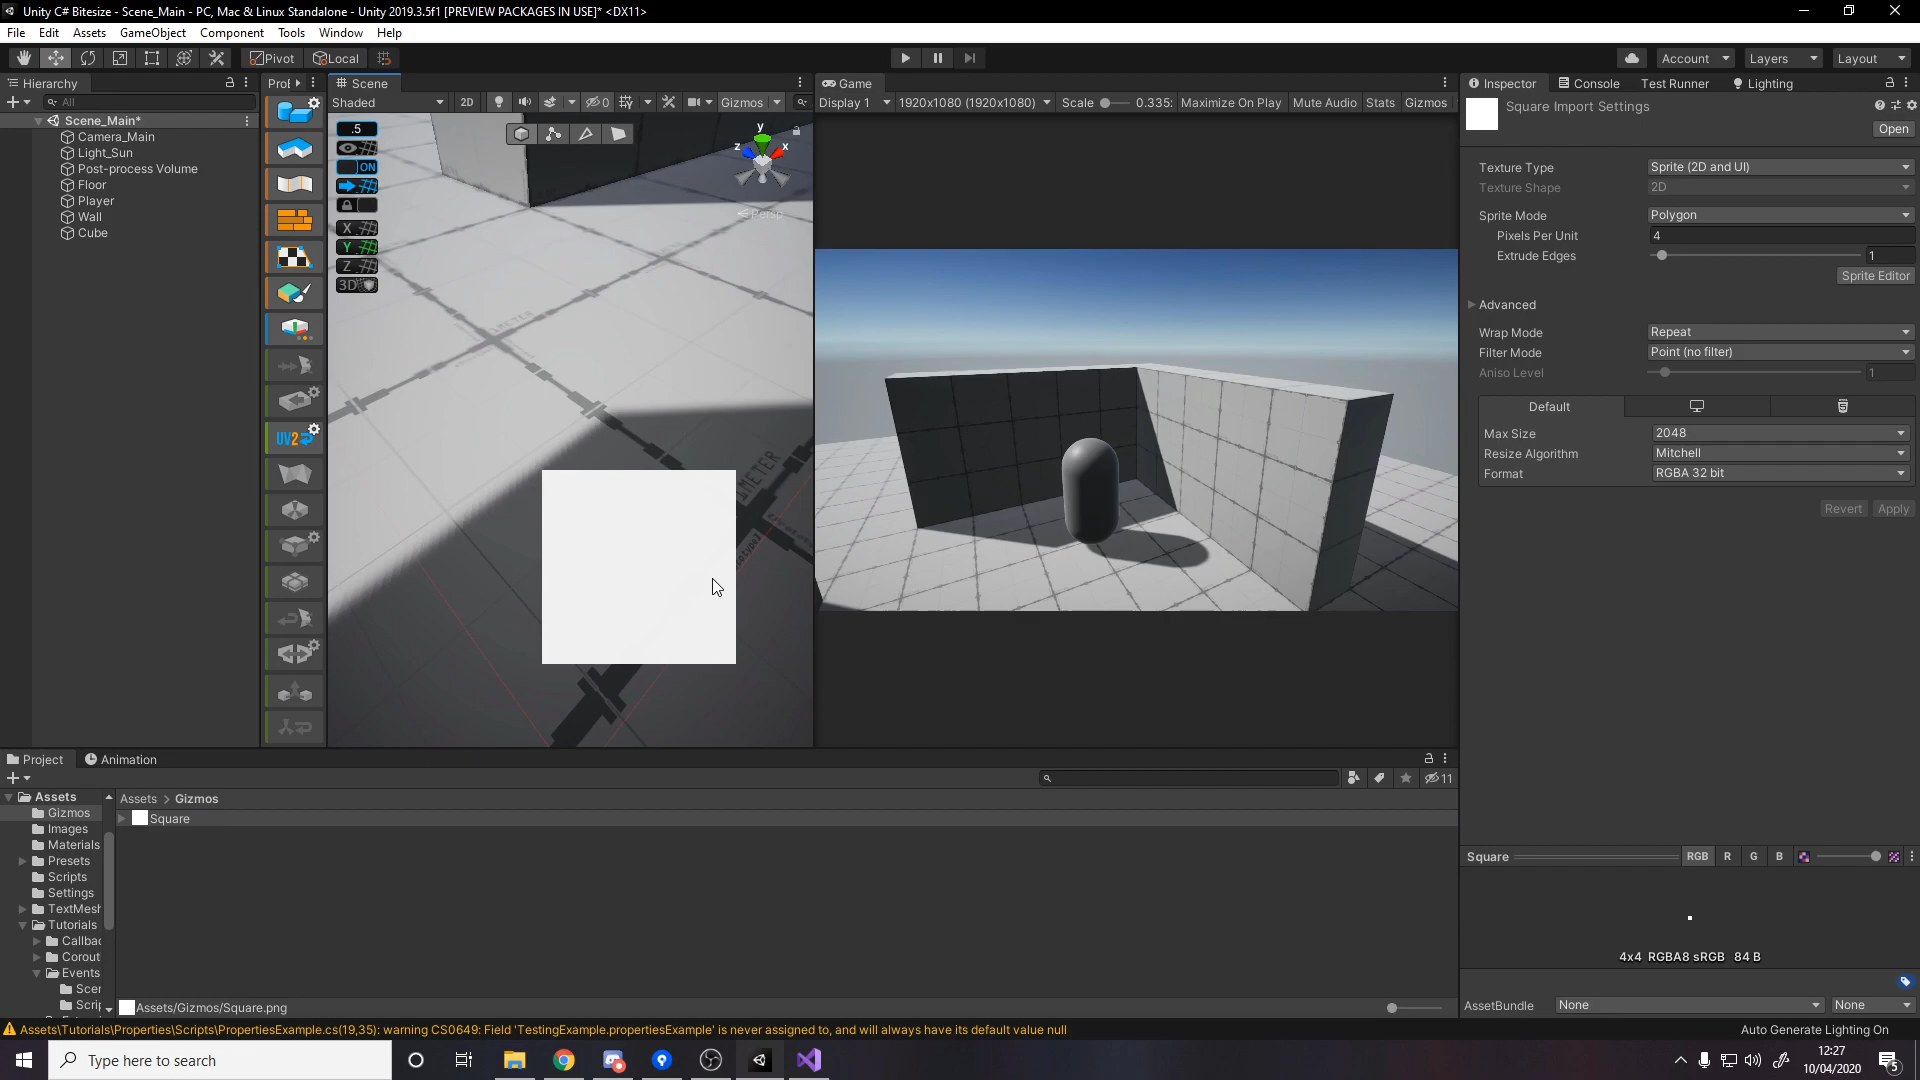 Unity C# Bitesize - Scene_Main - PC, Mac & Linux Standalone - Unity 2019.3.5f1 [PREVIEW PACKAGES IN USE]* <DX11>
File Edit Assets GameObject Component Tools Window Help
Pivot Local Account Layers Layout
Hierarchy
All
Scene_Main*
Camera_Main
Light_Sun
Post-process Volume
Floor
Player
Wall
Cube
UV2
Scene
Shaded 2D 0 Gizmos
.5
ON
X
Y
Z
3D
y
z x
Persp
METER
METER
Game
Display 1 1920x1080 (1920x1080) Scale 0.335: Maximize On Play Mute Audio Stats Gizmos
Inspector Console Test Runner Lighting
Square Import Settings
Open
Texture Type Sprite (2D and UI)
Texture Shape 2D
Sprite Mode Polygon
Pixels Per Unit 4
Extrude Edges 1
Sprite Editor
Advanced
Wrap Mode Repeat
Filter Mode Point (no filter)
Aniso Level 1
Default
Max Size 2048
Resize Algorithm Mitchell
Format RGBA 32 bit
Revert Apply
Square RGB R G B
4x4 RGBA8 sRGB 84 B
AssetBundle None None
Project Animation
11
Assets
Gizmos
Images
Materials
Presets
Scripts
Settings
TextMesh
Tutorials
Callbac
Corout
Events
Scer
Scrip
Assets > Gizmos
Square
Assets/Gizmos/Square.png
Assets\Tutorials\Properties\Scripts\PropertiesExample.cs(19,35): warning CS0649: Field 'TestingExample.propertiesExample' is never assigned to, and will always have its default value null
Auto Generate Lighting On
Type here to search
12:27
10/04/2020
5